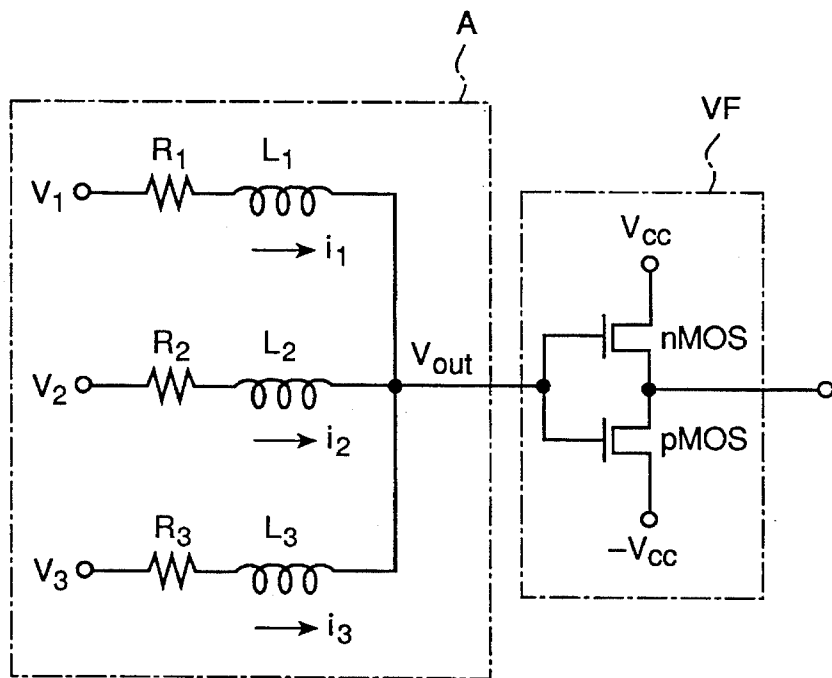 A
VF
R1
L1
V1
i1
Vcc
nMOS
R2
L2
Vout
V2
i2
pMOS
R3
L3
–Vcc
V3
i3